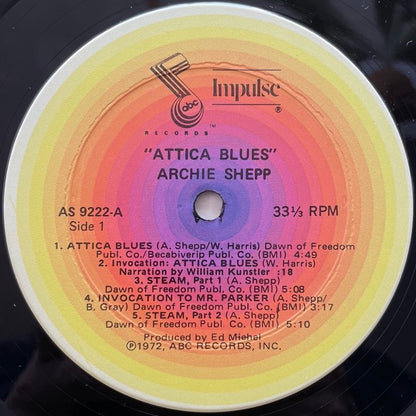 abc
Impulse
®
RECORDS ™
"ATTICA BLUES"
ARCHIE SHEPP
AS 9222-A
33⅓ RPM
Side 1
1. ATTICA BLUES (A. Shepp/W. Harris) Dawn of Freedom
Publ. Co./Becabiverip Publ. Co. (BMI) 4:49
2. Invocation: ATTICA BLUES (W. Harris)
Narration by William Kunstler :18
3. STEAM, Part 1 (A. Shepp)
Dawn of Freedom Publ. Co. (BMI) 5:08
4. INVOCATION TO MR. PARKER (A. Shepp/
B. Gray) Dawn of Freedom Publ. Co. (BMI) 3:17
5. STEAM, Part 2 (A. Shepp)
Dawn of Freedom Publ. Co. (BMI) 5:10
Produced by Ed Michel
Ⓟ1972, ABC RECORDS, INC.